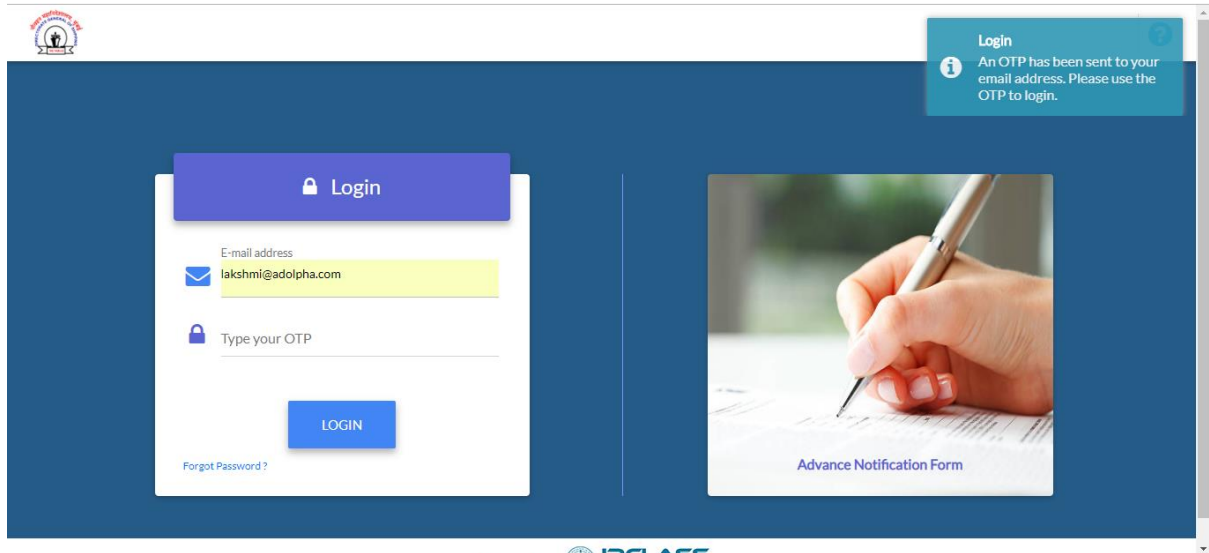 Login
An OTP has been sent to your
email address. Please use the
OTP to login.
Login
E-mail address
lakshmi@adolpha.com
Type your OTP
LOGIN
Forgot Password ?
Advance Notification Form